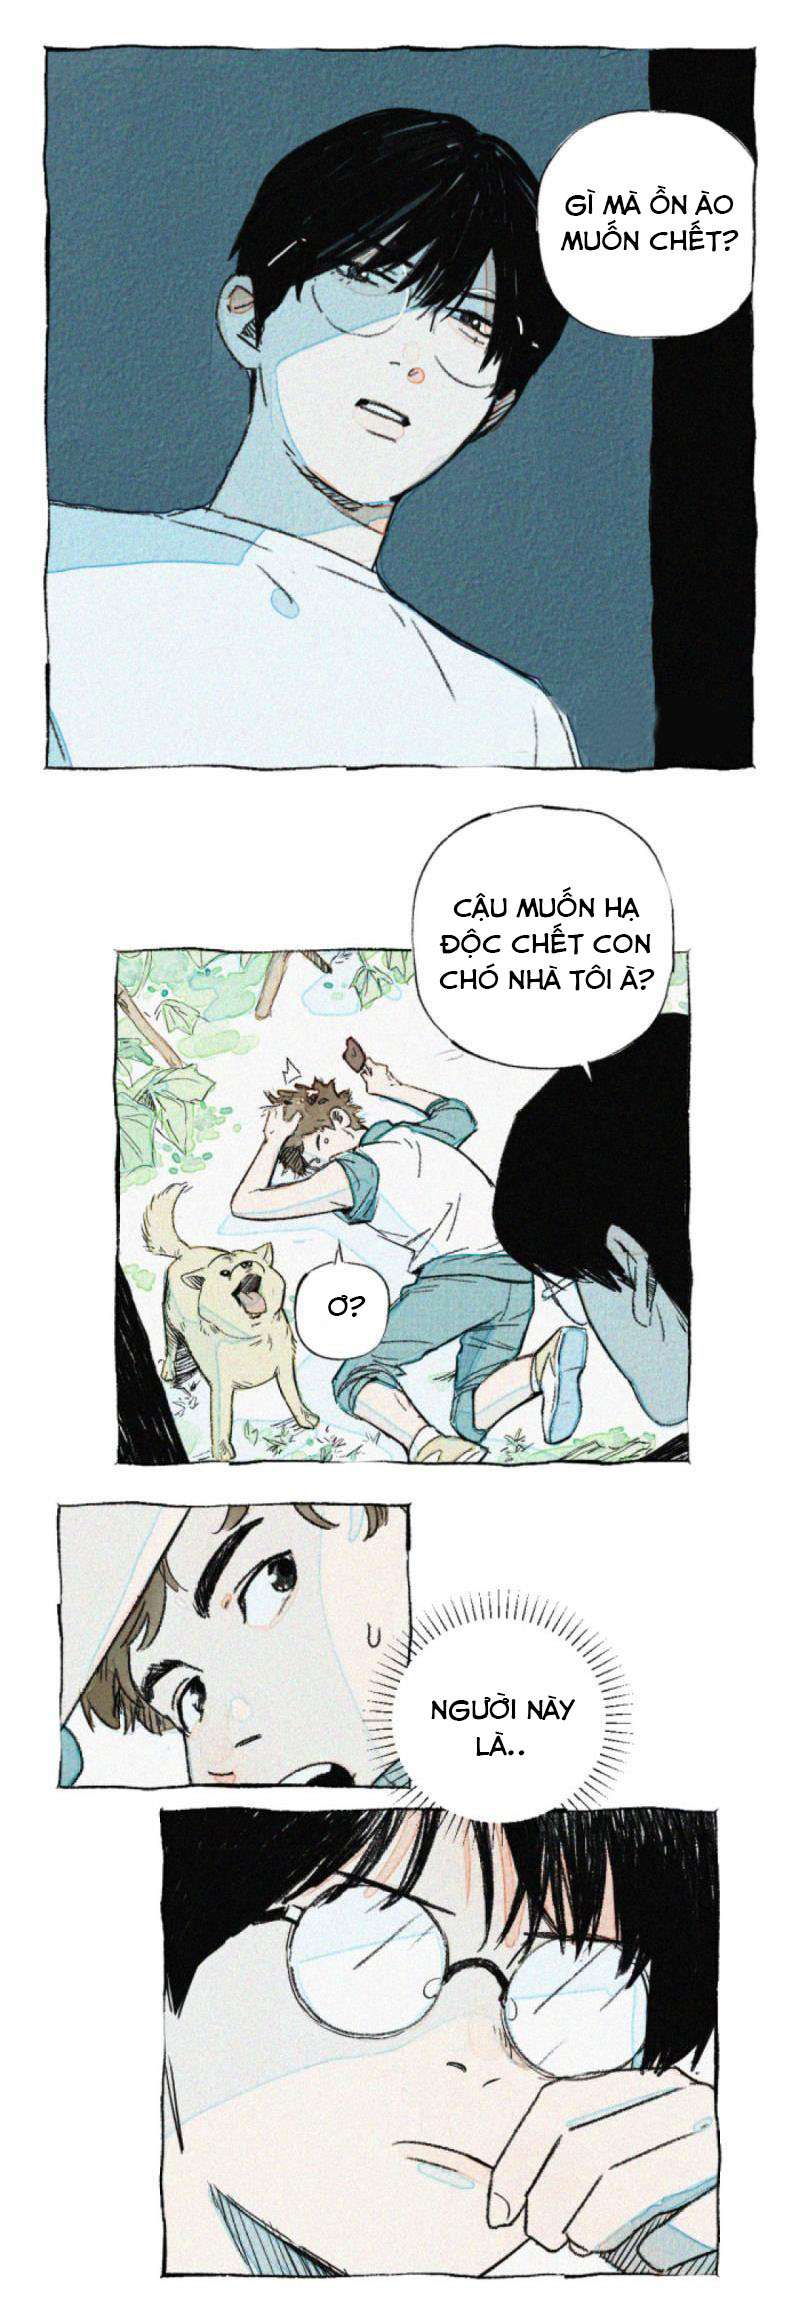 GÌ MÀ ỒN ÀO
MUỐN CHẾT?
CẬU MUỐN HẠ
ĐỘC CHẾT CON
CHÓ NHÀ TÔI À?
Ơ?
NGƯỜI NÀY
LÀ..